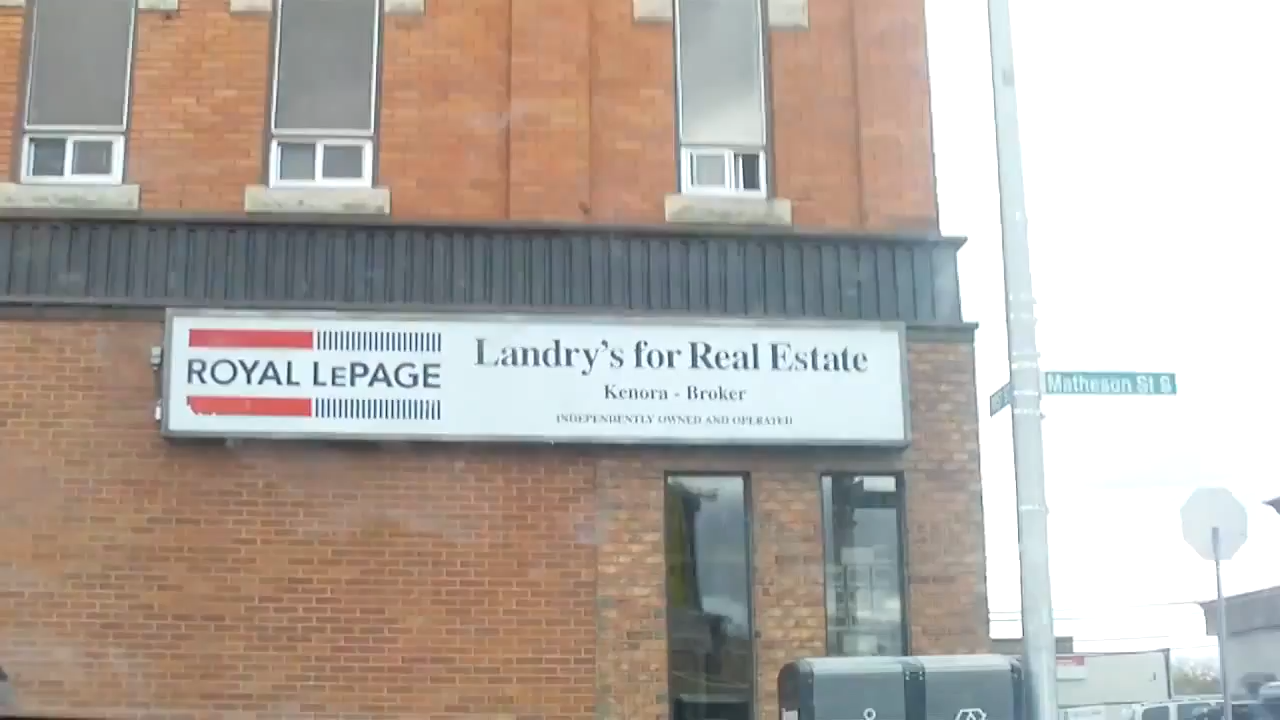 ROYAL LEPAGE
Landry's for Real Estate
Kenora - Broker
INDEPENDENTLY OWNED AND OPERATED
Matheson St S